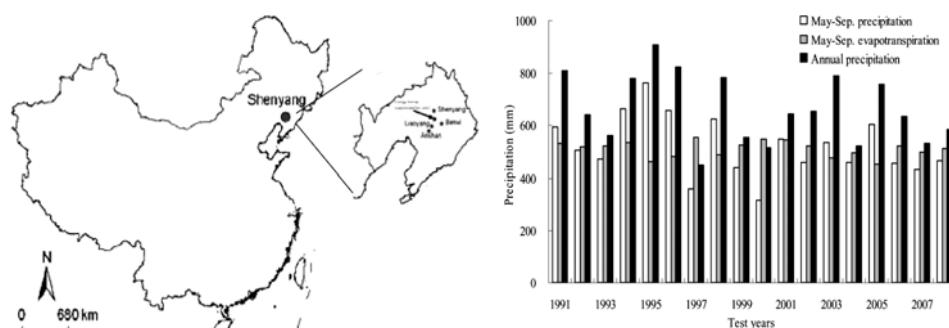 Shenyang
Shenyang
Liaoyang
Benxi
Anshan
N
0 680 km
May-Sep. precipitation
May-Sep. evapotranspiration
Annual precipitation
Precipitation (mm)
1000
800
600
400
200
0
1991 1993 1995 1997 1999 2001 2003 2005 2007
Test years